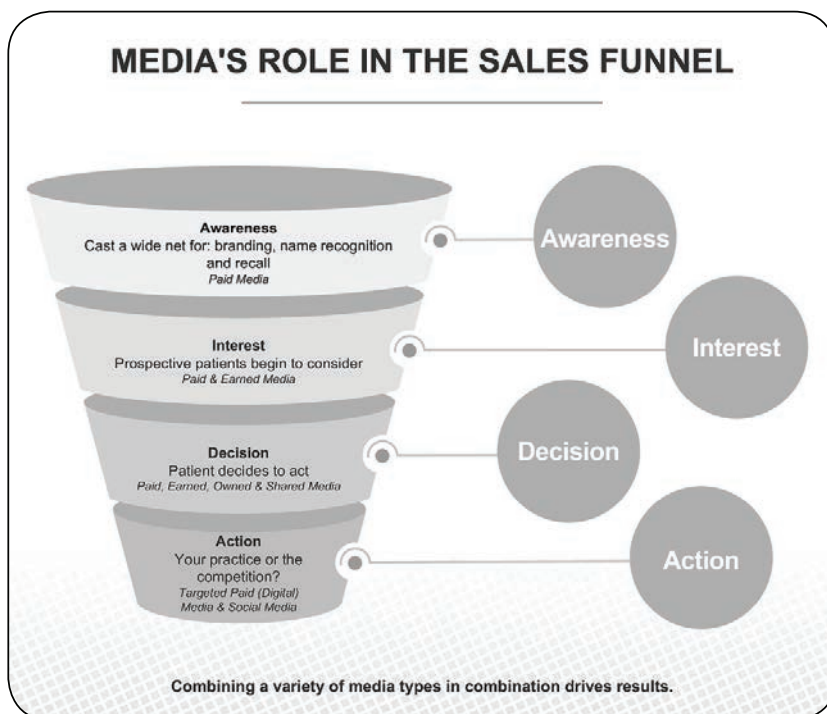 MEDIA'S ROLE IN THE SALES FUNNEL
Awareness
Cast a wide net for: branding, name recognition
and recall
Paid Media
Awareness
Interest
Prospective patients begin to consider
Paid & Earned Media
Interest
Decision
Patient decides to act
Paid, Earned, Owned & Shared Media
Decision
Action
Your practice or the
competition?
Targeted Paid (Digital)
Media & Social Media
Action
Combining a variety of media types in combination drives results.